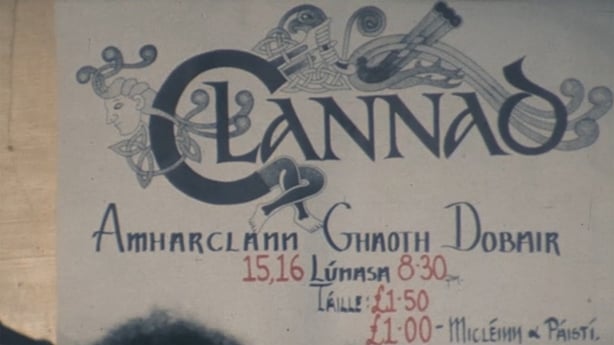 CLANNAD
AMHARCLANN GHAOTH DOBAIR
15,16 LÚNASA 8·30 P.M.
TÁILLE: £1·50
£1·00 - MICLÉINN & PÁISTÍ.